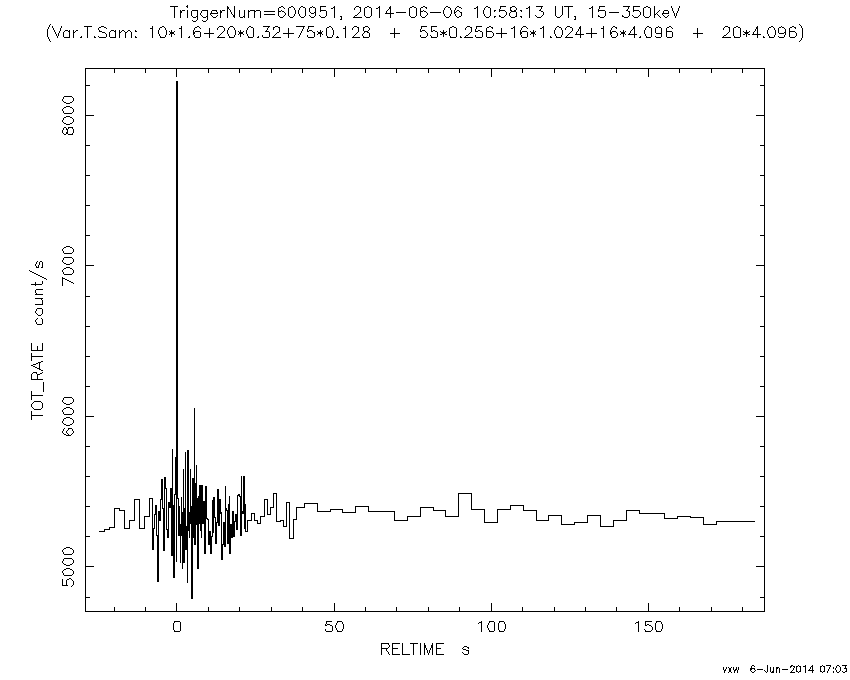 TriggerNum=600951, 2014-06-06 10:58:13 UT, 15-350keV
(Var.T.Sam: 10*1.6+20*0.32+75*0.128 + 55*0.256+16*1.024+16*4.096 + 20*4.096)
8000
7000
6000
5000
TOT_RATE count/s
0 50 100 150
RELTIME s
vxw 6-Jun-2014 07:03